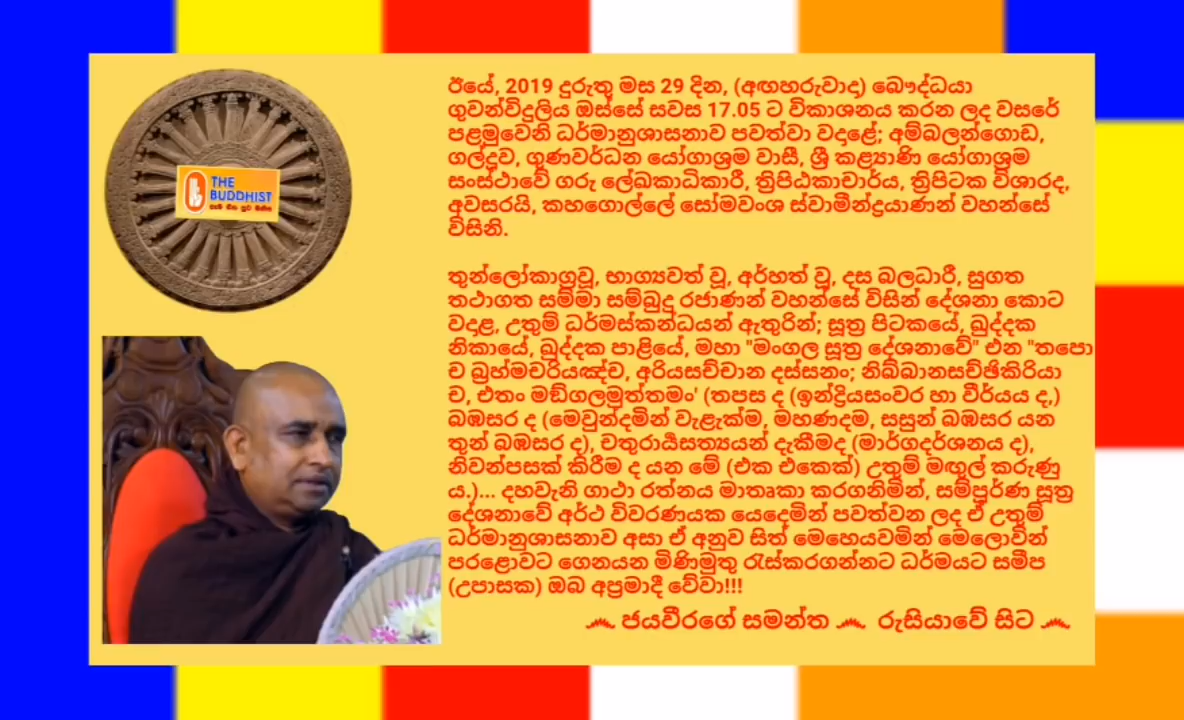 THE
BUDDHIST
ඊයේ, 2019 දුරුතු මස 29 දින, (අඟහරුවාදා) බෞද්ධයා
ගුවන්විදුලිය ඔස්සේ සවස 17.05 ට විකාශනය කරන ලද වසරේ
පළමුවෙනි ධර්මානුශාසනාව පවත්වා වදාළේ; අම්බලන්ගොඩ,
ගල්දූව, ගුණවර්ධන යෝගාශ්‍රම වාසී, ශ්‍රී කල්‍යාණි යෝගාශ්‍රම
සංස්ථාවේ ගරු ලේඛකාධිකාරී, ත්‍රිපිඨකාචාර්ය, ත්‍රිපිටක විශාරද,
අවසරයි, කහගොල්ලේ සෝමවංශ ස්වාමීන්ද්‍රයාණන් වහන්සේ
විසිනි.
තුන්ලෝකාග්‍රවූ, භාග්‍යවත් වූ, අර්හත් වූ, දස බලධාරී, සුගත
තථාගත සම්මා සම්බුදු රජාණන් වහන්සේ විසින් දේශනා කොට
වදාළ, උතුම් ධර්මස්කන්ධයන් ඇතුරින්; සූත්‍ර පිටකයේ, ඛුද්දක
නිකායේ, ඛුද්දක පාළියේ, මහා "මංගල සූත්‍ර දේශනාවේ" එන "තපො
ච බ්‍රහ්මචරියඤ්ච, අරියසච්චාන දස්සනං; නිබ්බානසච්ඡිකිරියා
ච, එතං මඞ්ගලමුත්තමං' (තපස ද (ඉන්ද්‍රියසංවර හා වීර්යය ද,)
බඹසර ද (මෙවුන්දමින් වැළැක්ම, මහණදම, සසුන් බඹසර යන
තුන් බඹසර ද), චතුරාර්‍ය්‍යසත්‍යයන් දැකීමද (මාර්ගදර්ශනය ද),
නිවන්පසක් කිරීම ද යන මේ (එක එකෙක්) උතුම් මඟුල් කරුණු
ය.)... දහවැනි ගාථා රත්නය මාතෘකා කරගනිමින්, සම්පූර්ණ සූත්‍ර
දේශනාවේ අර්ථ විවරණයක යෙදෙමින් පවත්වන ලද ඒ උතුම්
ධර්මානුශාසනාව අසා ඒ අනුව සිත් මෙහෙයවමින් මෙලොවින්
පරළොවට ගෙනයන මිණිමුතු රැස්කරගන්නට ධර්මයට සමීප
(උපාසක) ඔබ අප්‍රමාදී වේවා!!!
ජයවීරගේ සමන්ත රුසියාවේ සිට